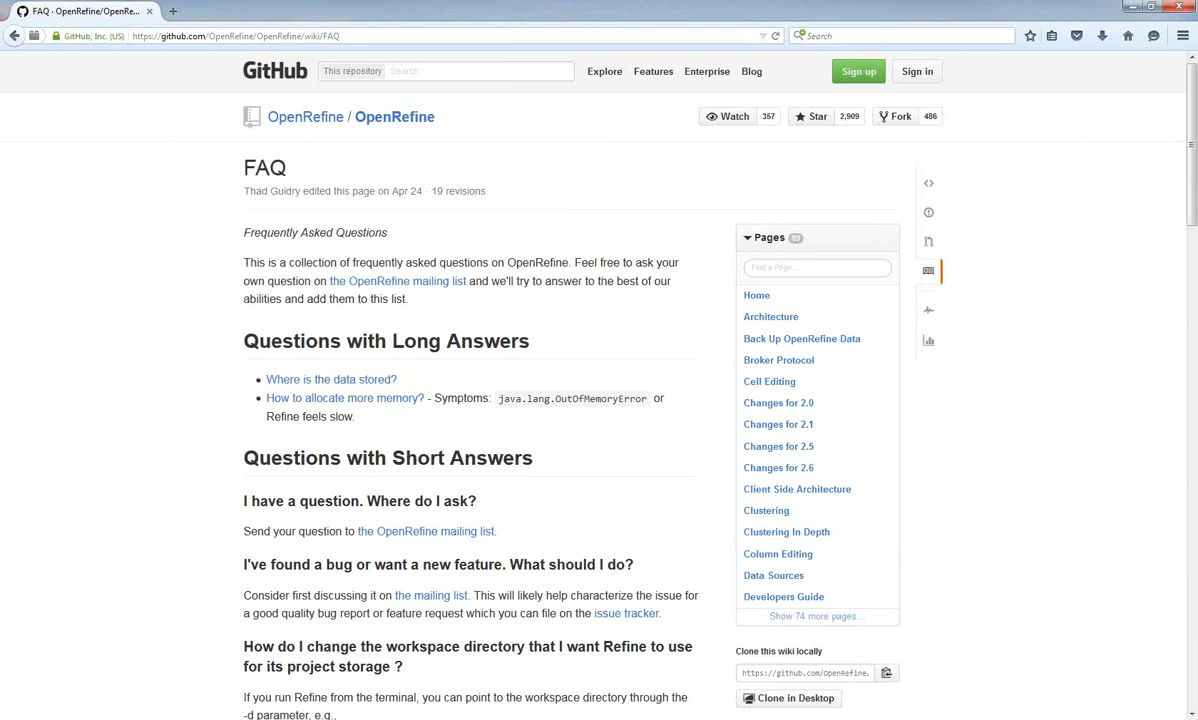 FAQ · OpenRefine/OpenRe...
GitHub, Inc. (US) https://github.com/OpenRefine/OpenRefine/wiki/FAQ
Search
GitHub
This repository Search
Explore Features Enterprise Blog
Sign up Sign in
OpenRefine / OpenRefine
Watch 357 Star 2,909 Fork 486
FAQ
Thad Guidry edited this page on Apr 24 · 19 revisions
Frequently Asked Questions
This is a collection of frequently asked questions on OpenRefine. Feel free to ask your
own question on the OpenRefine mailing list and we'll try to answer to the best of our
abilities and add them to this list.
Questions with Long Answers
• Where is the data stored?
• How to allocate more memory? - Symptoms: java.lang.OutOfMemoryError or
Refine feels slow.
Questions with Short Answers
I have a question. Where do I ask?
Send your question to the OpenRefine mailing list.
I've found a bug or want a new feature. What should I do?
Consider first discussing it on the mailing list. This will likely help characterize the issue for
a good quality bug report or feature request which you can file on the issue tracker.
How do I change the workspace directory that I want Refine to use
for its project storage ?
If you run Refine from the terminal, you can point to the workspace directory through the
-d parameter, e.g.,
Pages 89
Find a Page...
Home
Architecture
Back Up OpenRefine Data
Broker Protocol
Cell Editing
Changes for 2.0
Changes for 2.1
Changes for 2.5
Changes for 2.6
Client Side Architecture
Clustering
Clustering In Depth
Column Editing
Data Sources
Developers Guide
Show 74 more pages...
Clone this wiki locally
https://github.com/OpenRefine,
Clone in Desktop